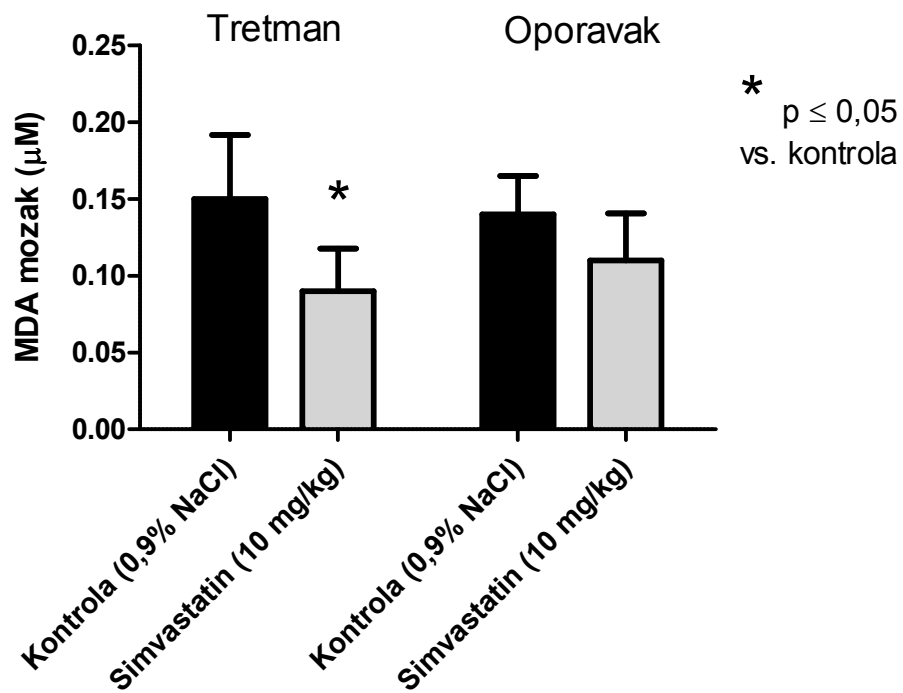 Tretman Oporavak
* p ≤ 0,05
vs. kontrola
MDA mozak (μM)
0.25
0.20
0.15
0.10
0.05
0.00
*
Kontrola (0,9% NaCl)
Simvastatin (10 mg/kg)
Kontrola (0,9% NaCl)
Simvastatin (10 mg/kg)